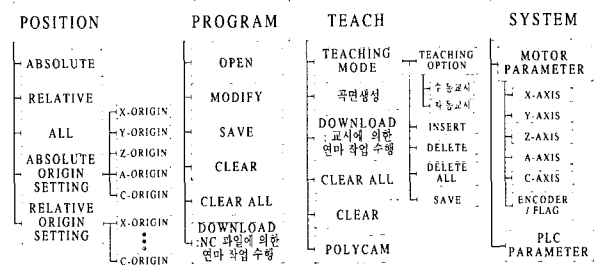 POSITION
ABSOLUTE
RELATIVE
ALL
ABSOLUTE
ORIGIN
SETTING
X-ORIGIN
Y-ORIGIN
Z-ORIGIN
A-ORIGIN
C-ORIGIN
RELATIVE
ORIGIN
SETTING
X-ORIGIN
C-ORIGIN
PROGRAM
OPEN
MODIFY
SAVE
CLEAR
CLEAR ALL
DOWNLOAD
:NC 파일에 의한
연마 작업 수행
TEACH
TEACHING
MODE
TEACHING
OPTION
수동교시
자동교시
INSERT
DELETE
DELETE
ALL
SAVE
곡면생성
DOWNLOAD
: 교시에 의한
연마 작업 수행
CLEAR ALL
CLEAR
POLYCAM
SYSTEM
MOTOR
PARAMETER
X-AXIS
Y-AXIS
Z-AXIS
A-AXIS
C-AXIS
ENCODER
/ FLAG
PLC
PARAMETER